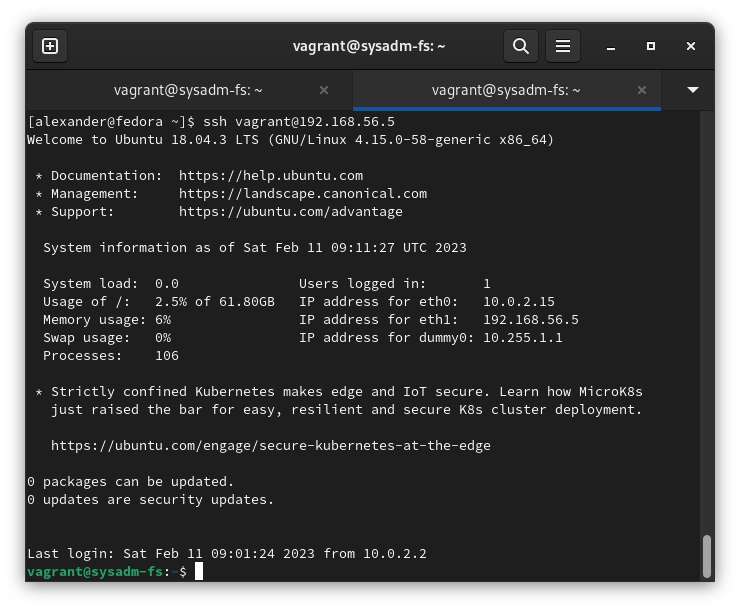 vagrant@sysadm-fs: ~
vagrant@sysadm-fs: ~
vagrant@sysadm-fs: ~
[alexander@fedora ~]$ ssh vagrant@192.168.56.5
Welcome to Ubuntu 18.04.3 LTS (GNU/Linux 4.15.0-58-generic x86_64)
* Documentation:  https://help.ubuntu.com
* Management:     https://landscape.canonical.com
* Support:        https://ubuntu.com/advantage
System information as of Sat Feb 11 09:11:27 UTC 2023
System load:  0.0                Users logged in:       1
Usage of /:   2.5% of 61.80GB   IP address for eth0:   10.0.2.15
Memory usage: 6%                IP address for eth1:   192.168.56.5
Swap usage:   0%                IP address for dummy0: 10.255.1.1
Processes:    106
* Strictly confined Kubernetes makes edge and IoT secure. Learn how MicroK8s
just raised the bar for easy, resilient and secure K8s cluster deployment.
https://ubuntu.com/engage/secure-kubernetes-at-the-edge
0 packages can be updated.
0 updates are security updates.
Last login: Sat Feb 11 09:01:24 2023 from 10.0.2.2
vagrant@sysadm-fs:~$